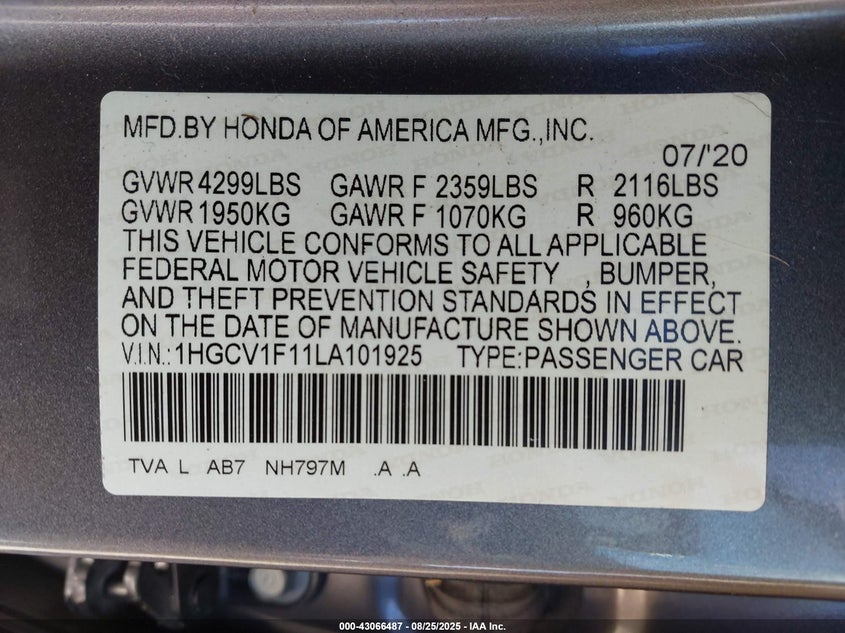 MFD.BY HONDA OF AMERICA MFG.,INC.
07/'20
GVWR 4299LBS GAWR F 2359LBS R 2116LBS
GVWR 1950KG GAWR F 1070KG R 960KG
THIS VEHICLE CONFORMS TO ALL APPLICABLE
FEDERAL MOTOR VEHICLE SAFETY , BUMPER,
AND THEFT PREVENTION STANDARDS IN EFFECT
ON THE DATE OF MANUFACTURE SHOWN ABOVE.
V.I.N.:1HGCV1F11LA101925 TYPE:PASSENGER CAR
TVA L AB7 NH797M .A .A
000-43066487 - 08/25/2025 - IAA Inc.